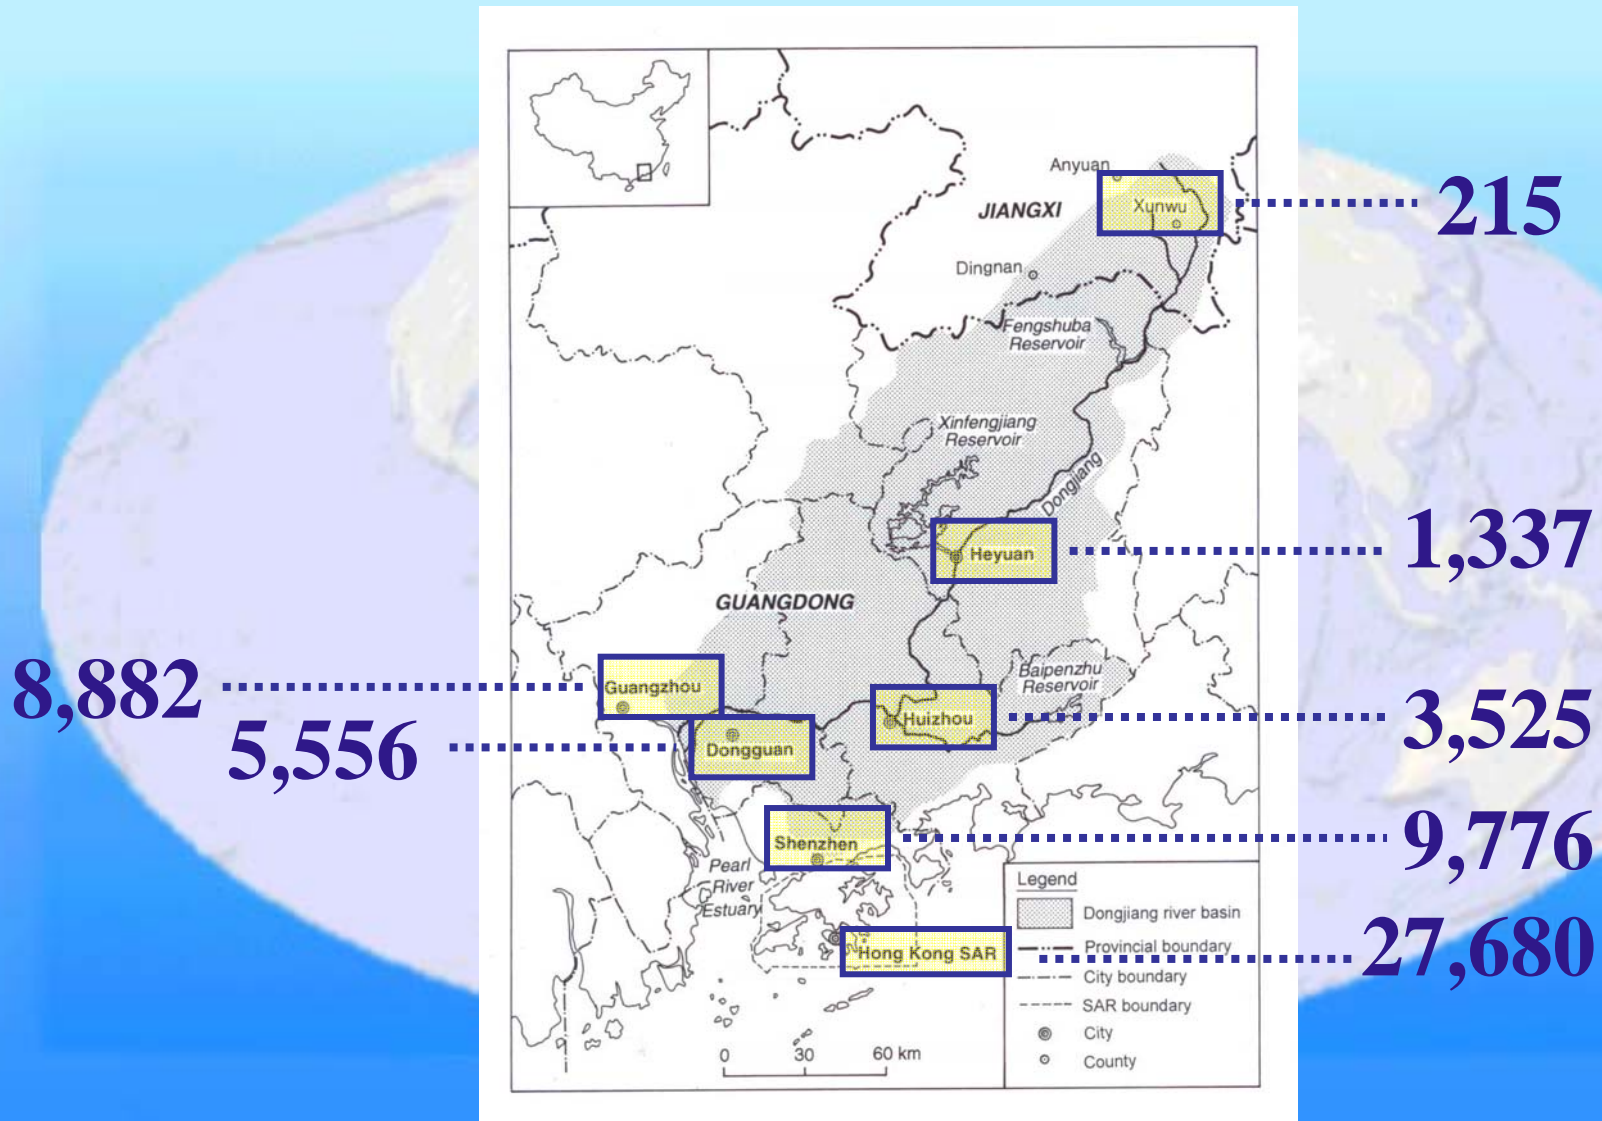 Anyuan
Xunwu
215
JIANGXI
Dingnan
Fengshuba
Reservoir
Xinfengjiang
Reservoir
Dongjiang
Heyuan
1,337
GUANGDONG
Baipenzhu
Reservoir
8,882
Guangzhou
Huizhou
3,525
5,556
Dongguan
Shenzhen
9,776
Pearl
River
Estuary
Hong Kong SAR
27,680
Legend
Dongjiang river basin
Provincial boundary
City boundary
SAR boundary
City
County
0 30 60 km